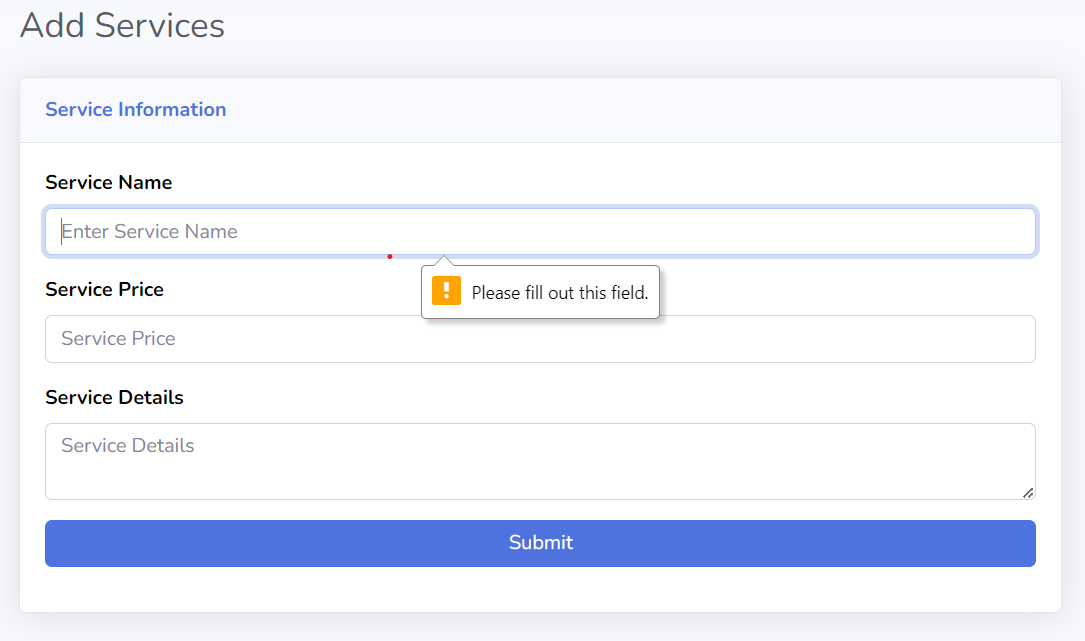 Add Services
Service Information
Service Name
Enter Service Name
Please fill out this field.
Service Price
Service Price
Service Details
Service Details
Submit